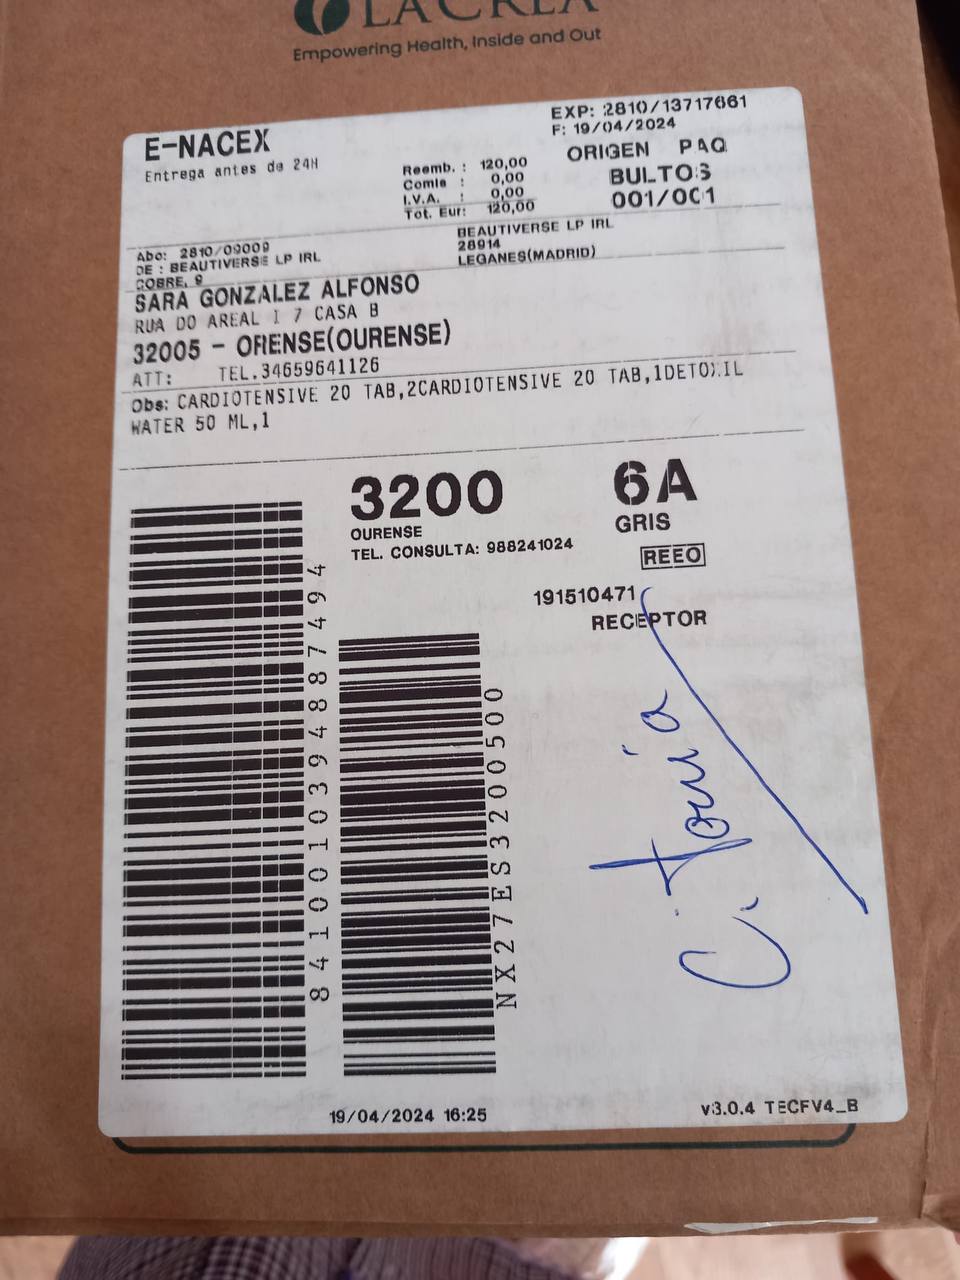 LA CREA
Empowering Health, Inside and Out
E-NACEX
Entrega antes de 24H
EXP: 2810/13717661
F: 19/04/2024
ORIGEN PAQ
BULTOS
001/001
Reemb. : 120,00
Comis : 0,00
I.V.A. : 0,00
Tot. Eur: 120,00
Abo: 2810/09009
DE : BEAUTIVERSE LP IRL
COBRE, 9
BEAUTIVERSE LP IRL
28914
LEGANES(MADRID)
SARA GONZALEZ ALFONSO
RUA DO AREAL I 7 CASA B
32005 - ORENSE(OURENSE)
ATT: TEL.34659641126
Obs: CARDIOTENSIVE 20 TAB,2CARDIOTENSIVE 20 TAB,1DETOXIL
WATER 50 ML,1
3200
OURENSE
TEL. CONSULTA: 988241024
6A
GRIS
REEO
191510471
RECEPTOR
8410010394887494
NX27ES3200500
19/04/2024 16:25
v3.0.4 TECFV4_B